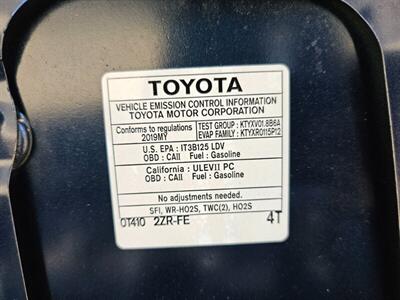 TOYOTA
VEHICLE EMISSION CONTROL INFORMATION
TOYOTA MOTOR CORPORATION
Conforms to regulations
2019MY
TEST GROUP : KTYXV01.8B6A
EVAP FAMILY : KTYXR0115P12
U.S. EPA : IT3B125 LDV
OBD : CAII Fuel : Gasoline
California : ULEVII PC
OBD : CAII Fuel : Gasoline
No adjustments needed.
SFI, WR-HO2S, TWC(2), HO2S
0T410 2ZR-FE 4T